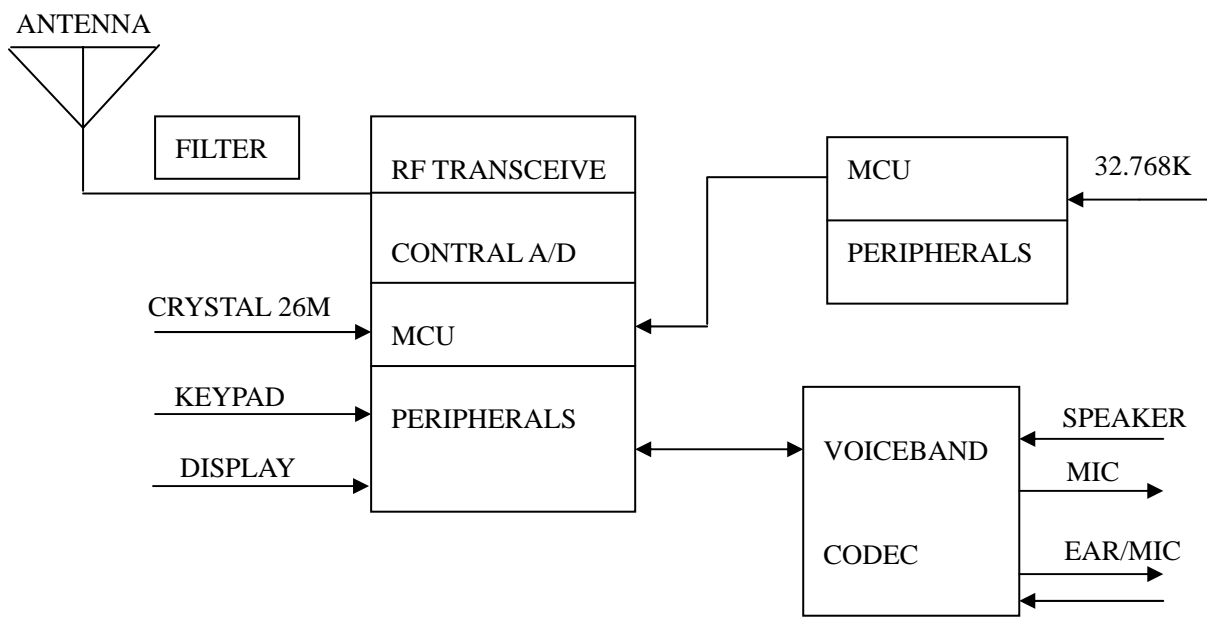 ANTENNA
FILTER
RF TRANSCEIVE
CONTRAL A/D
CRYSTAL 26M
MCU
KEYPAD
PERIPHERALS
DISPLAY
MCU
32.768K
PERIPHERALS
VOICEBAND
CODEC
SPEAKER
MIC
EAR/MIC